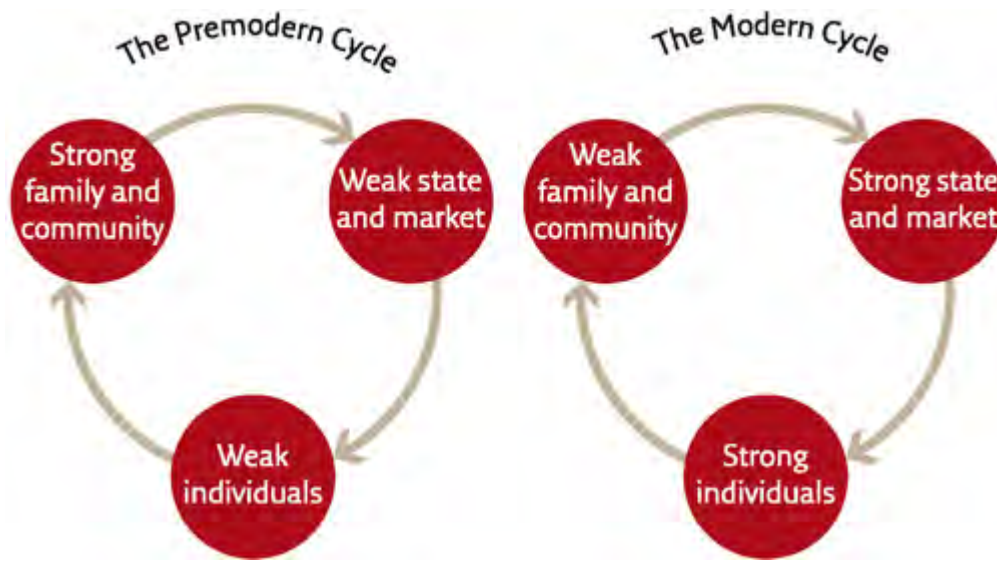 The Premodern Cycle
Strong
family and
community
Weak state
and market
Weak
individuals
The Modern Cycle
Weak
family and
community
Strong state
and market
Strong
individuals